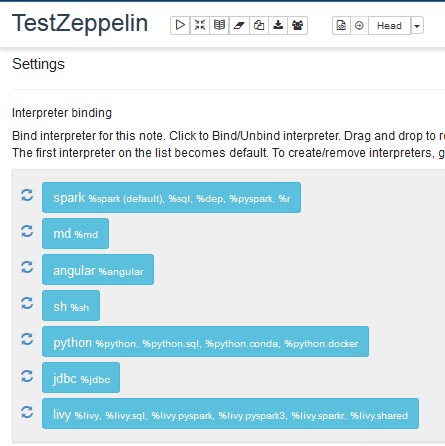 TestZeppelin
Head
Settings
Interpreter binding
Bind interpreter for this note. Click to Bind/Unbind interpreter. Drag and drop to
The first interpreter on the list becomes default. To create/remove interpreters,
spark %spark (default), %sql, %dep, %pyspark, %r
md %md
angular %angular
sh %sh
python %python, %python.sql, %python.conda, %python.docker
jdbc %jdbc
livy %livy, %livy.sql, %livy.pyspark, %livy.pyspark3, %livy.sparkr, %livy.shared